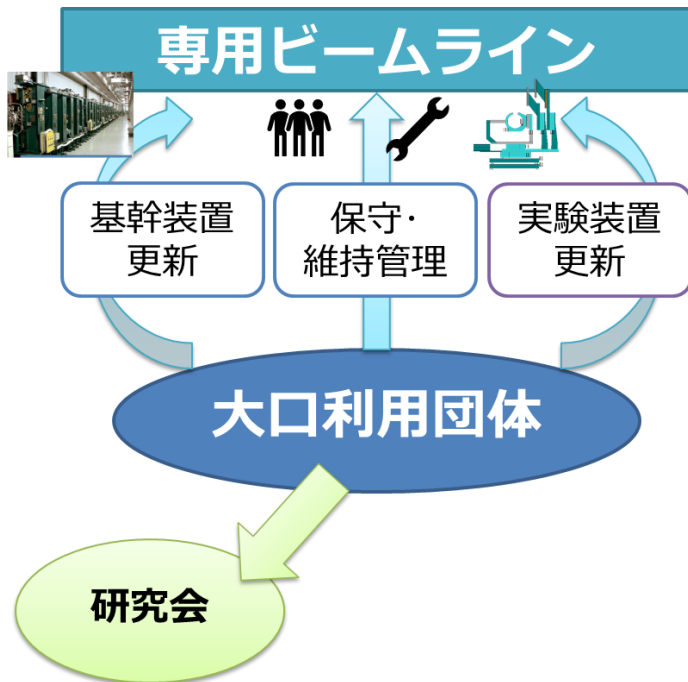 専用ビームライン
基幹装置
更新
保守･
維持管理
実験装置
更新
大口利用団体
研究会